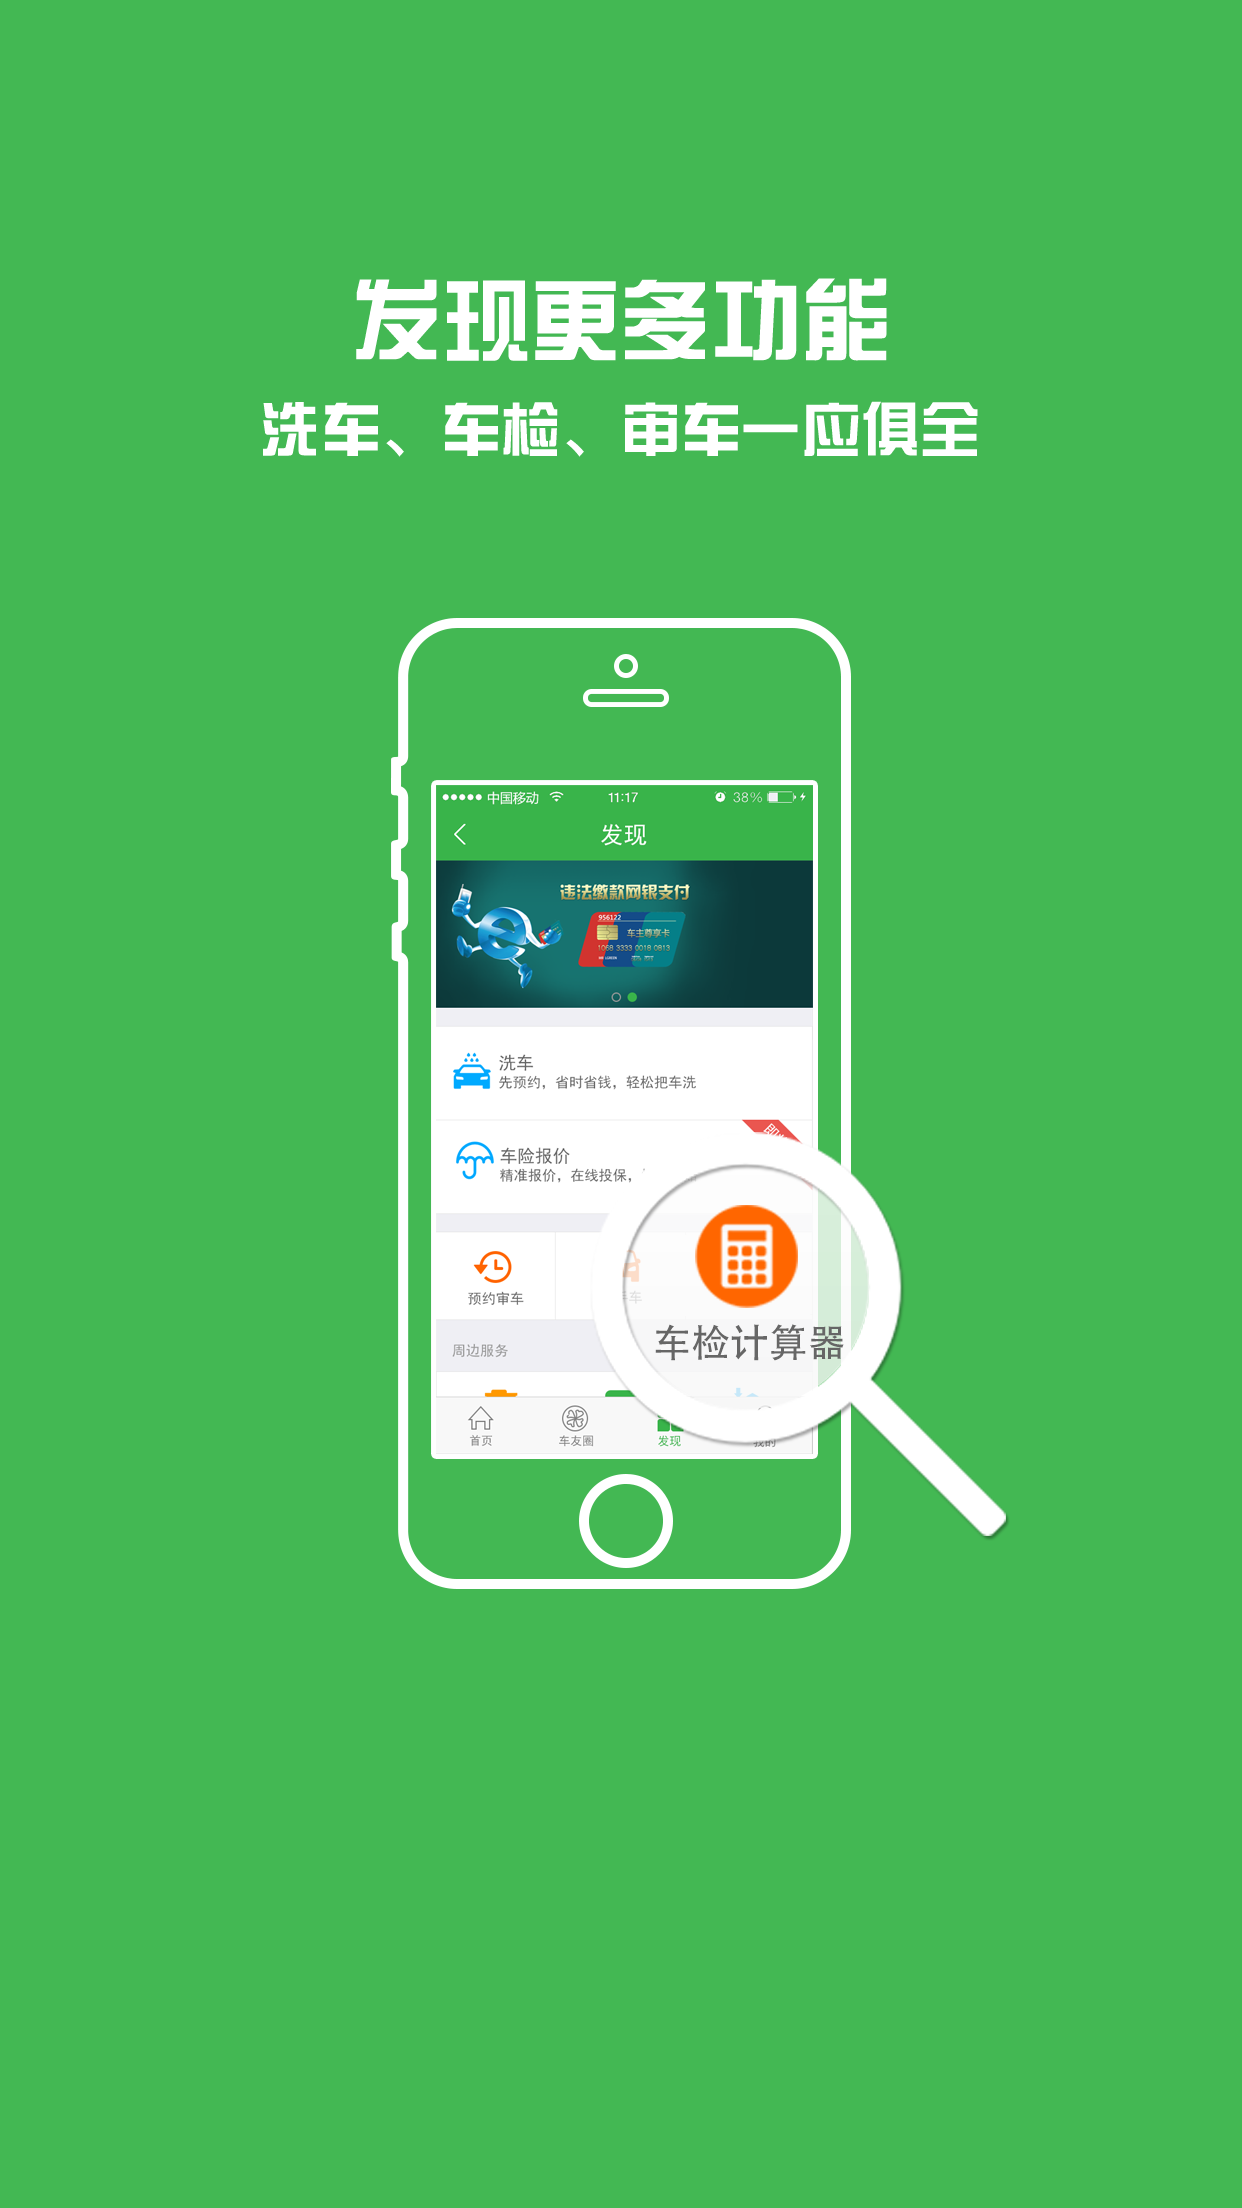 发现更多功能
洗车、车检、审车一应俱全
中国移动 11:17 38%
发现
违法缴款网银支付
956122
车主尊享卡
1068 3333 0018 0813
洗车
先预约，省时省钱，轻松把车洗
车险报价
精准报价，在线投保，
预约审车
车检计算器
周边服务
首页 车友圈 发现 我的